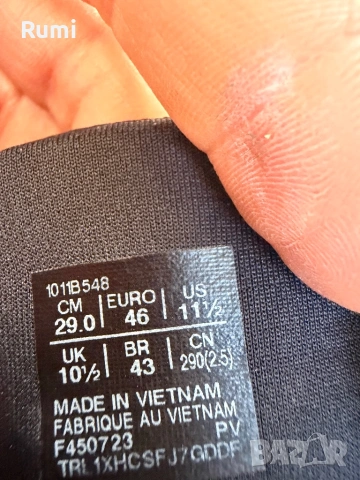 Rumi
1011B548
CM EURO US
29.0 46 11½
UK BR CN
10½ 43 290(2.5)
MADE IN VIETNAM
FABRIQUE AU VIETNAM
F450723 PV
TRL1XHCSFJ7GDDF
BAZAR